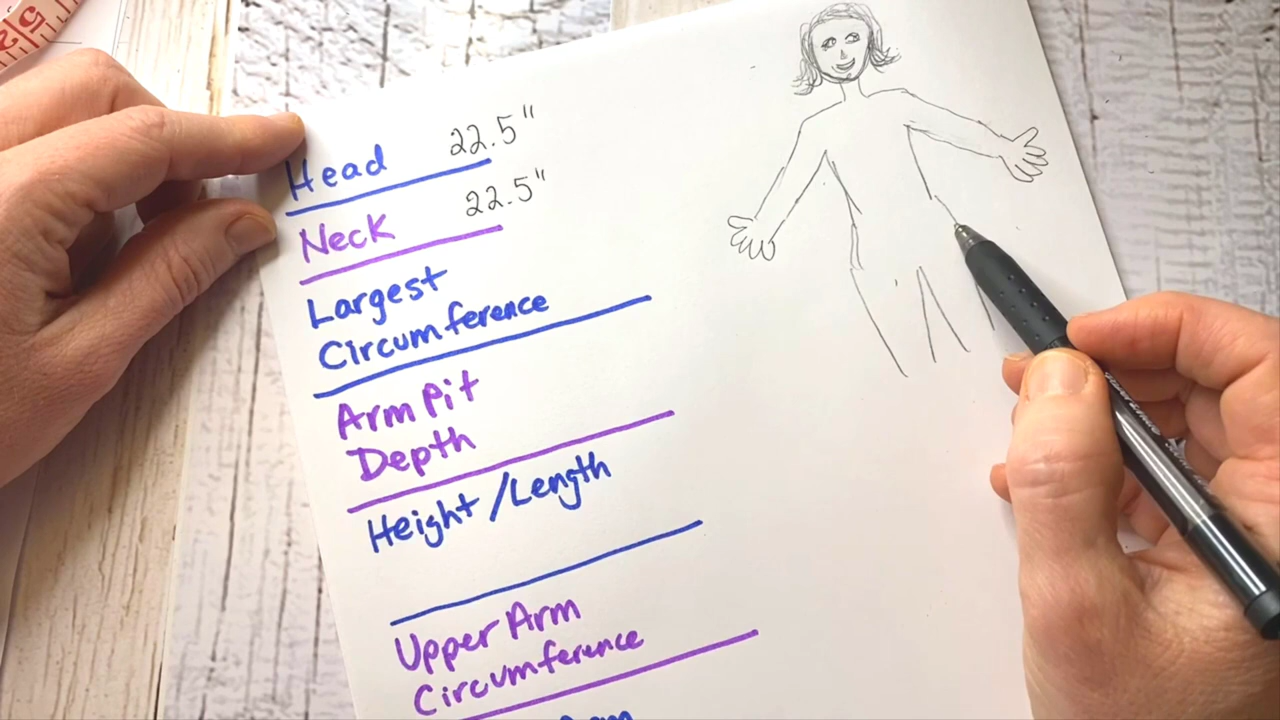 Head 22.5"
Neck 22.5"
Largest
Circumference
Arm Pit
Depth
Height/Length
Upper Arm
Circumference